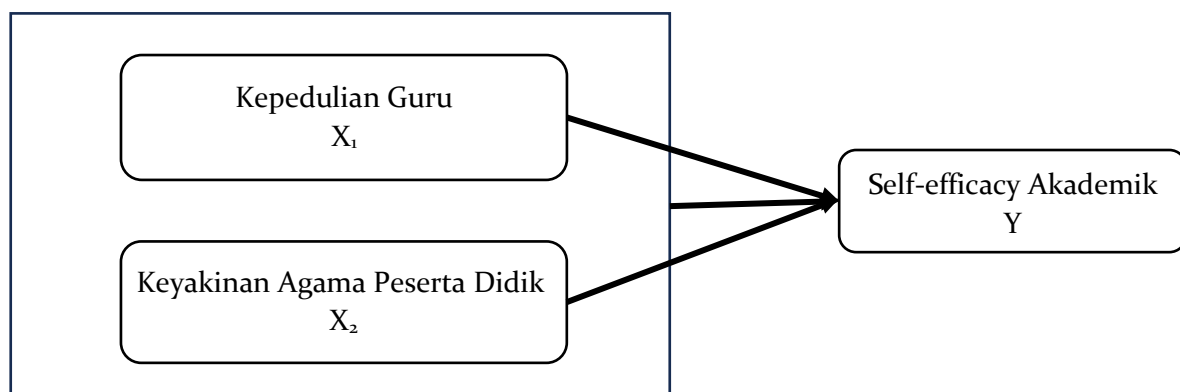 Kepedulian Guru
X₁
Self-efficacy Akademik
Y
Keyakinan Agama Peserta Didik
X₂